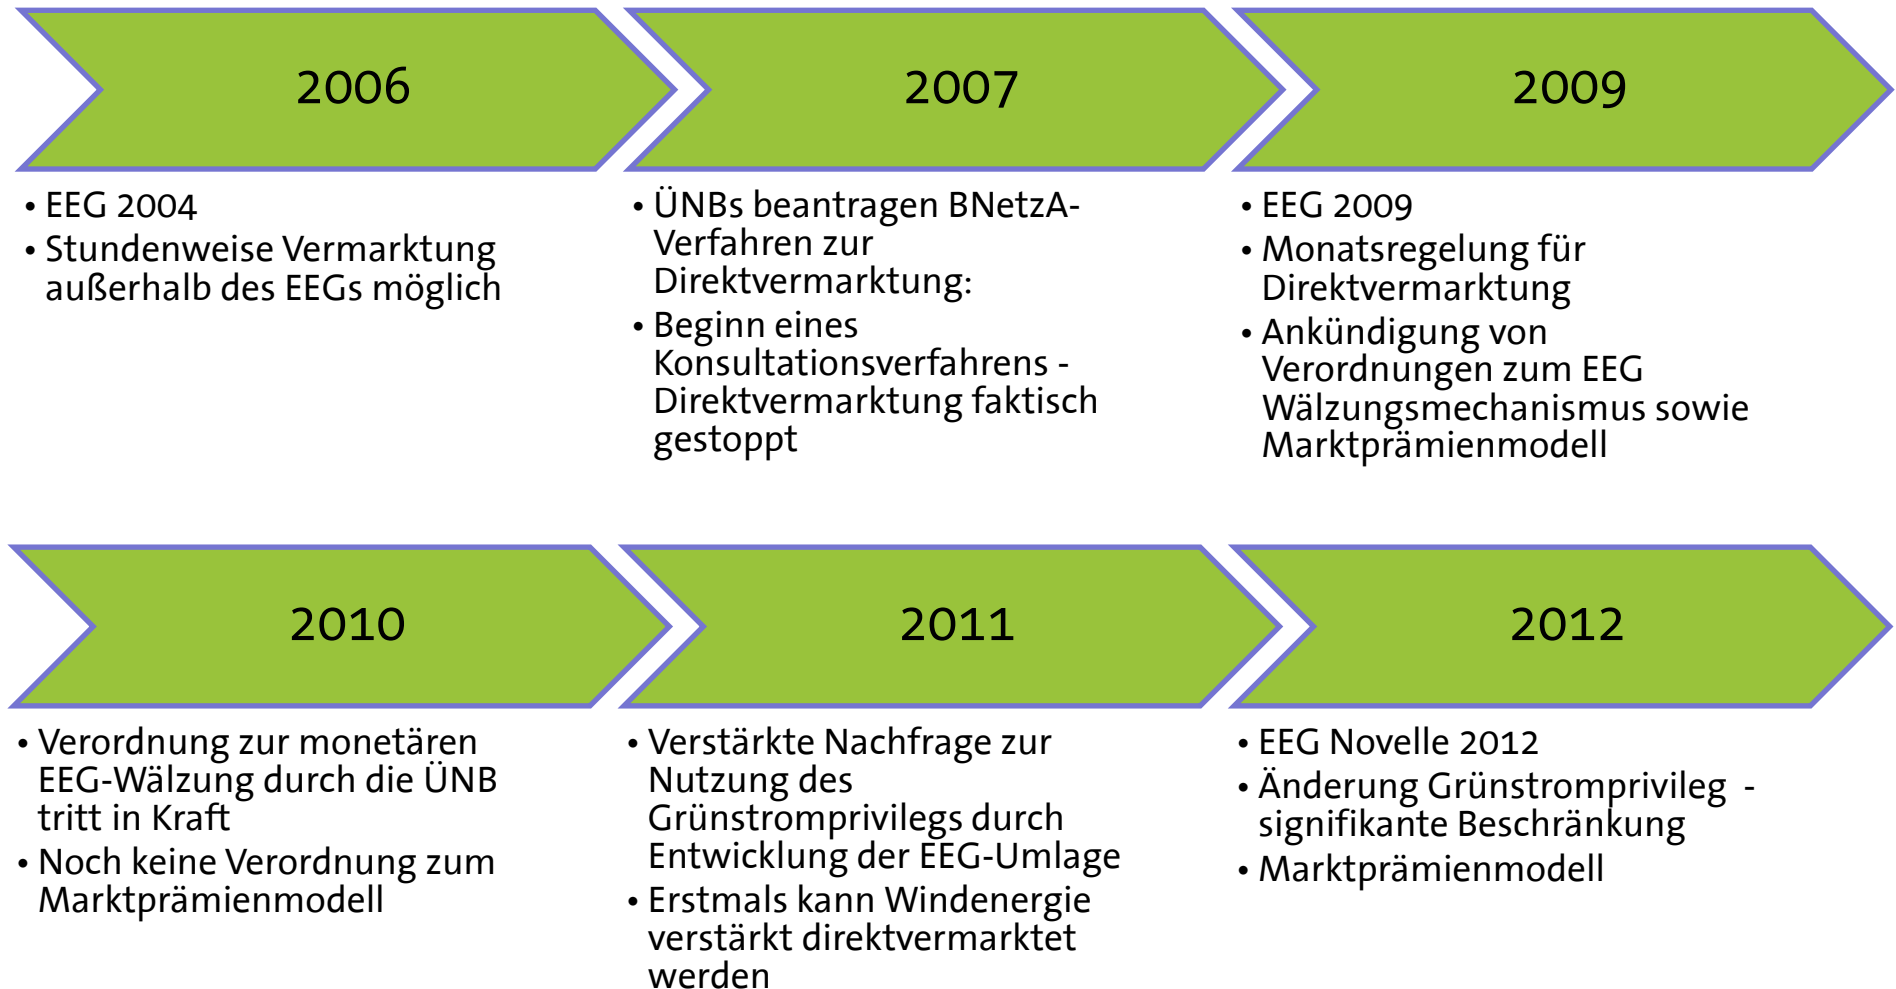 2006
• EEG 2004
• Stundenweise Vermarktung
außerhalb des EEGs möglich
2007
• ÜNBs beantragen BNetzA-
Verfahren zur
Direktvermarktung:
• Beginn eines
Konsultationsverfahrens -
Direktvermarktung faktisch
gestoppt
2009
• EEG 2009
• Monatsregelung für
Direktvermarktung
• Ankündigung von
Verordnungen zum EEG
Wälzungsmechanismus sowie
Marktprämienmodell
2010
• Verordnung zur monetären
EEG-Wälzung durch die ÜNB
tritt in Kraft
• Noch keine Verordnung zum
Marktprämienmodell
2011
• Verstärkte Nachfrage zur
Nutzung des
Grünstromprivilegs durch
Entwicklung der EEG-Umlage
• Erstmals kann Windenergie
verstärkt direktvermarktet
werden
2012
• EEG Novelle 2012
• Änderung Grünstromprivileg -
signifikante Beschränkung
• Marktprämienmodell